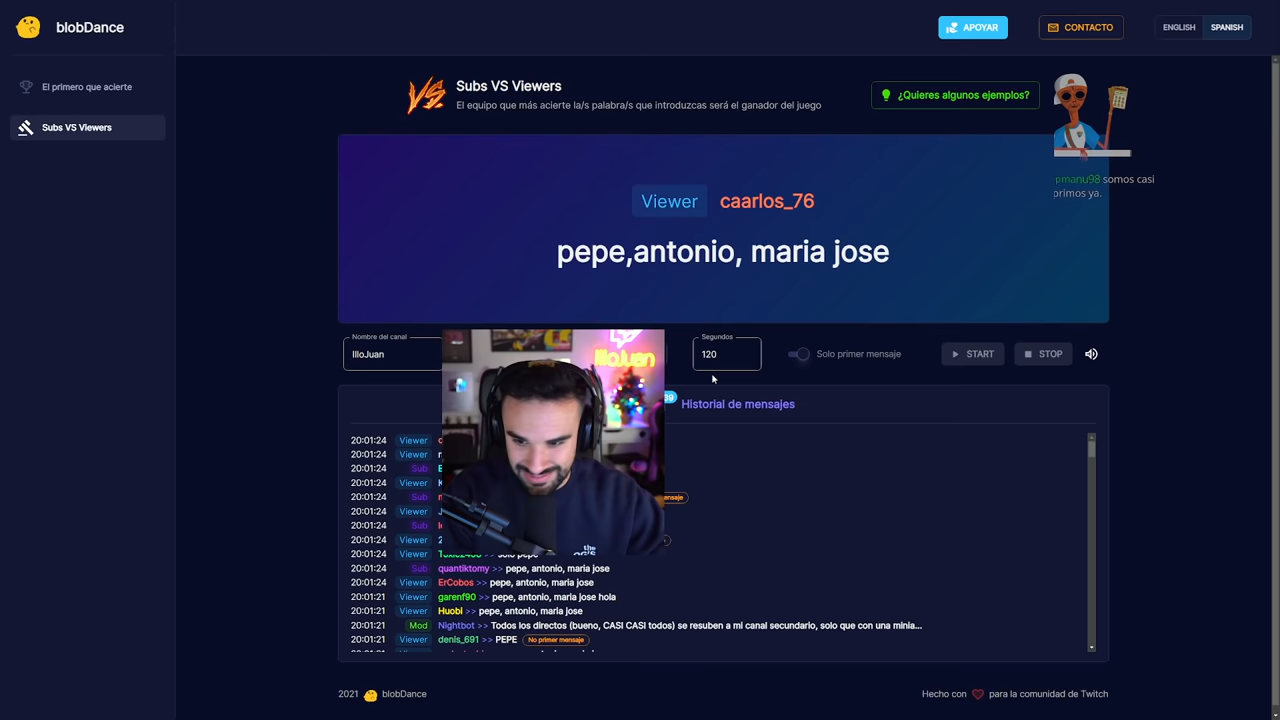 blobDance
APOYAR
CONTACTO
ENGLISH
SPANISH
El primero que acierte
Subs VS Viewers
VS
Subs VS Viewers
El equipo que más acierte la/s palabra/s que introduzcas será el ganador del juego
¿Quieres algunos ejemplos?
pmanu98 somos casi
primos ya.
Viewer caarlos_76
pepe,antonio, maria jose
Nombre del canal
IlloJuan
Segundos
120
Solo primer mensaje
START
STOP
IlloJuan
Historial de mensajes
20:01:24 Viewer
20:01:24 Viewer
20:01:24 Sub
20:01:24 Viewer
20:01:24 Sub
20:01:24 Viewer
20:01:24 Sub
20:01:24 Viewer
20:01:24 Viewer >> solo pepe
20:01:24 Sub quantiktomy >> pepe, antonio, maria jose
20:01:24 Viewer ErCobos >> pepe, antonio, maria jose
20:01:21 Viewer garenf90 >> pepe, antonio, maria jose hola
20:01:21 Viewer Huobi >> pepe, antonio, maria jose
20:01:21 Mod Nightbot >> Todos los directos (bueno, CASI CASI todos) se resuben a mi canal secundario, solo que con una minia...
20:01:21 Viewer denis_691 >> PEPE No primer mensaje
the
OG'S
2021 blobDance
Hecho con para la comunidad de Twitch